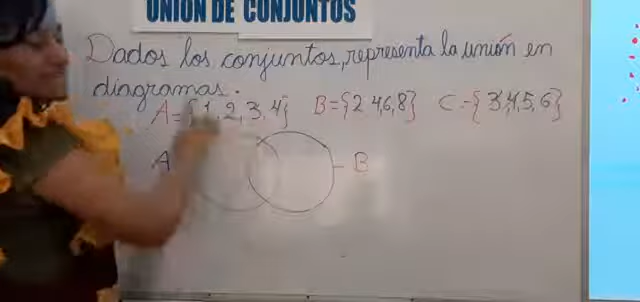 UNIÓN DE CONJUNTOS
Dados los conjuntos, representa la unión en
diagramas.
A={1,2,3,4} B={2 4,6,8} C={3,4,5,6}
A B